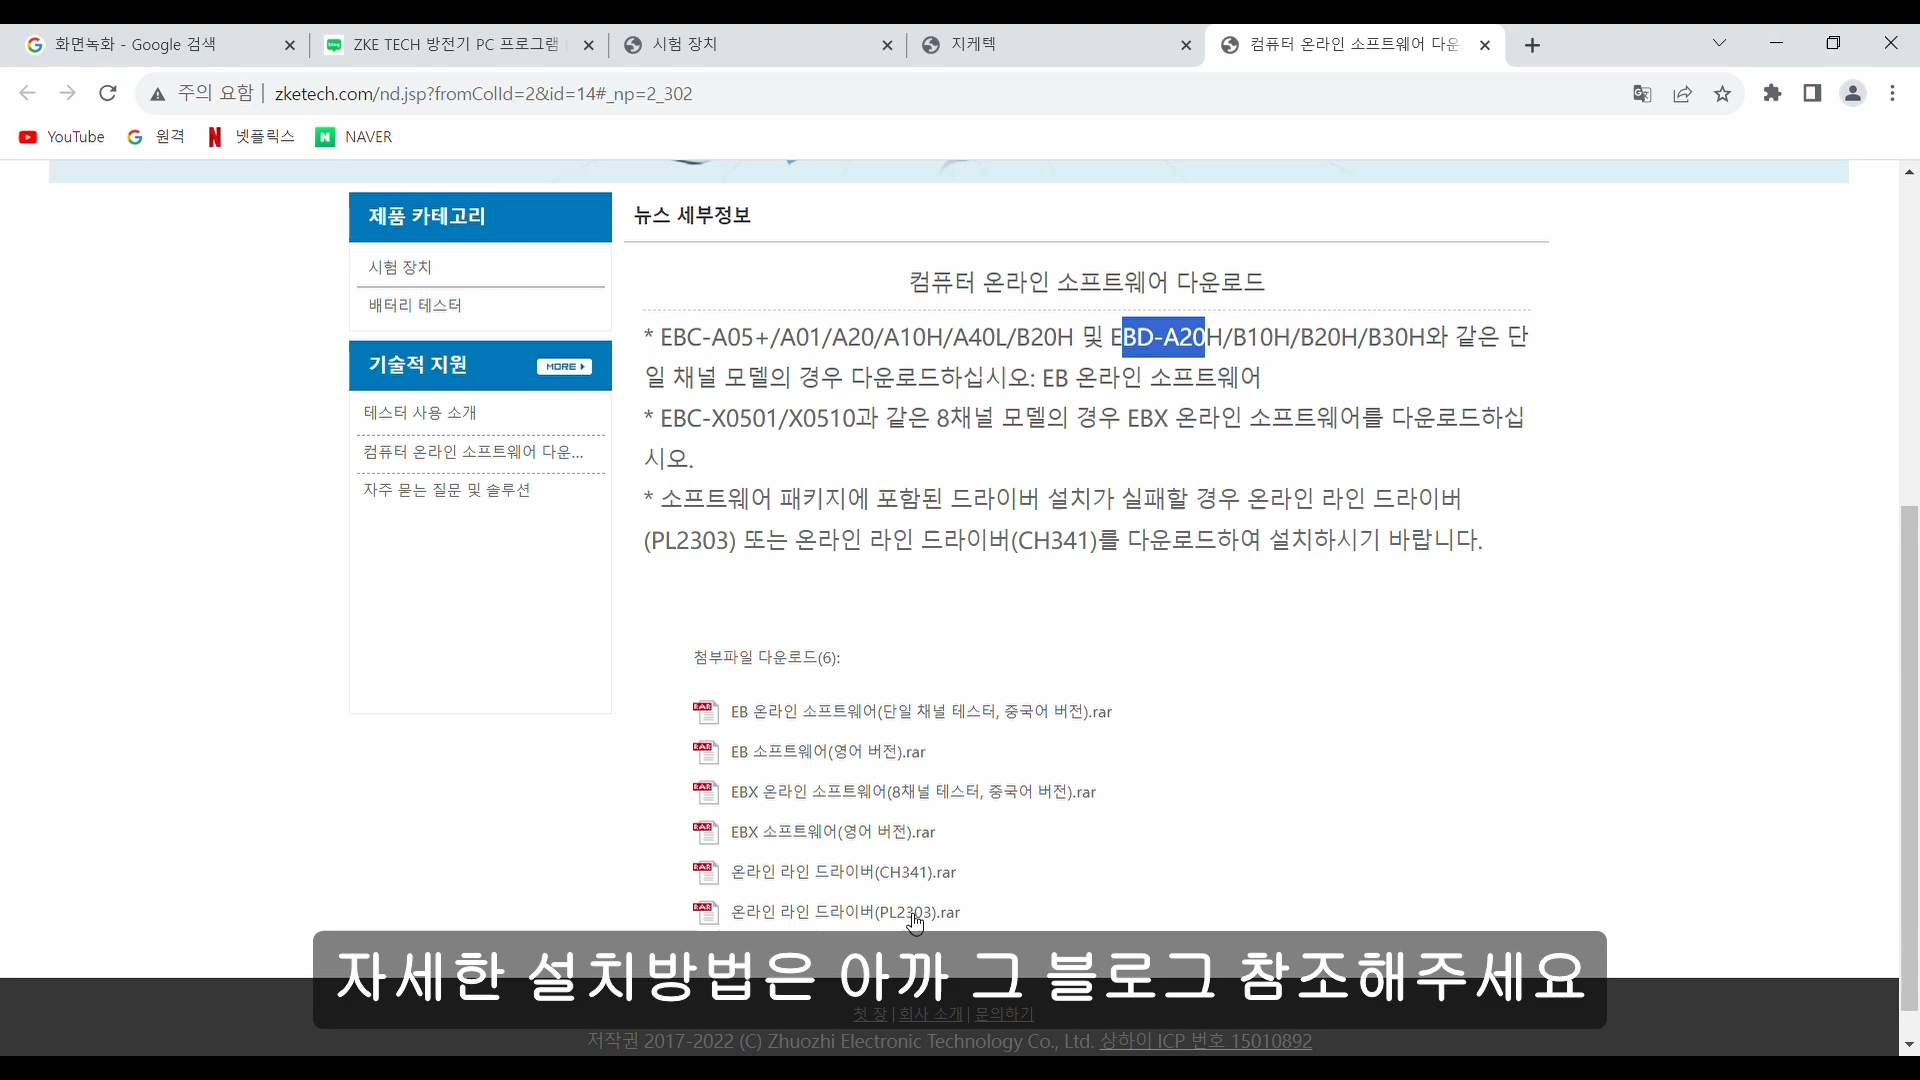 화면녹화 - Google 검색
ZKE TECH 방전기 PC 프로그램
시험 장치
지케텍
컴퓨터 온라인 소프트웨어 다운
주의 요함
zketech.com/nd.jsp?fromColId=2&id=14#_np=2_302
YouTube
원격
넷플릭스
NAVER
제품 카테고리
시험 장치
배터리 테스터
기술적 지원
MORE
테스터 사용 소개
컴퓨터 온라인 소프트웨어 다운...
자주 묻는 질문 및 솔루션
뉴스 세부정보
컴퓨터 온라인 소프트웨어 다운로드
* EBC-A05+/A01/A20/A10H/A40L/B20H 및 EBD-A20H/B10H/B20H/B30H와 같은 단
일 채널 모델의 경우 다운로드하십시오: EB 온라인 소프트웨어
* EBC-X0501/X0510과 같은 8채널 모델의 경우 EBX 온라인 소프트웨어를 다운로드하십
시오.
* 소프트웨어 패키지에 포함된 드라이버 설치가 실패할 경우 온라인 라인 드라이버
(PL2303) 또는 온라인 라인 드라이버(CH341)를 다운로드하여 설치하시기 바랍니다.
첨부파일 다운로드(6):
RAR EB 온라인 소프트웨어(단일 채널 테스터, 중국어 버전).rar
RAR EB 소프트웨어(영어 버전).rar
RAR EBX 온라인 소프트웨어(8채널 테스터, 중국어 버전).rar
RAR EBX 소프트웨어(영어 버전).rar
RAR 온라인 라인 드라이버(CH341).rar
RAR 온라인 라인 드라이버(PL2303).rar
자세한 설치방법은 아까 그 블로그 참조해주세요
첫 장 | 회사 소개 | 문의하기
저작권 2017-2022 (C) Zhuozhi Electronic Technology Co., Ltd. 상하이 ICP 번호 15010892